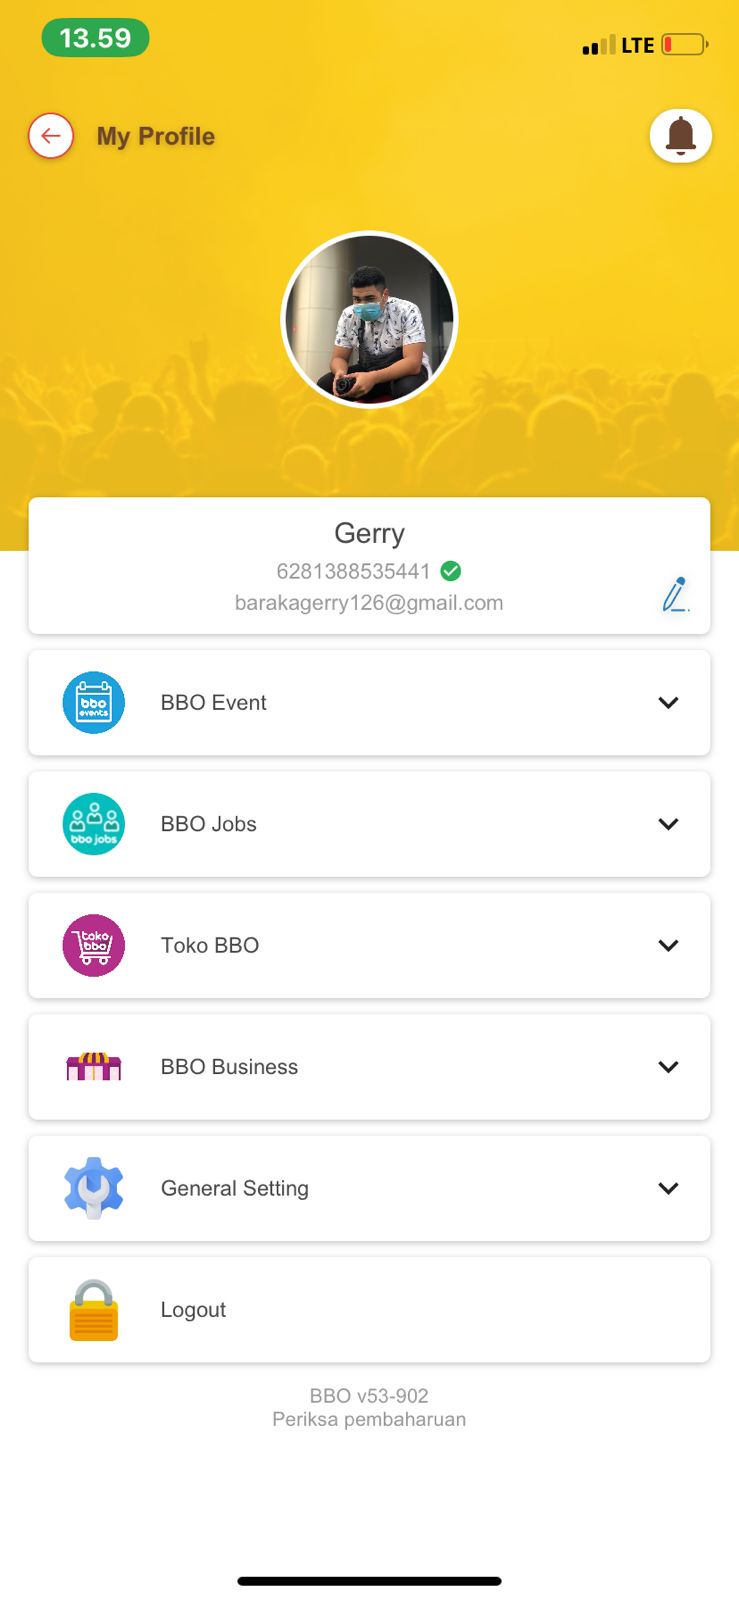 13.59
LTE
My Profile
Gerry
6281388535441
barakagerry126@gmail.com
bbo
events
BBO Event
bbo jobs
BBO Jobs
toko
bbo
Toko BBO
BBO Business
General Setting
Logout
BBO v53-902
Periksa pembaharuan